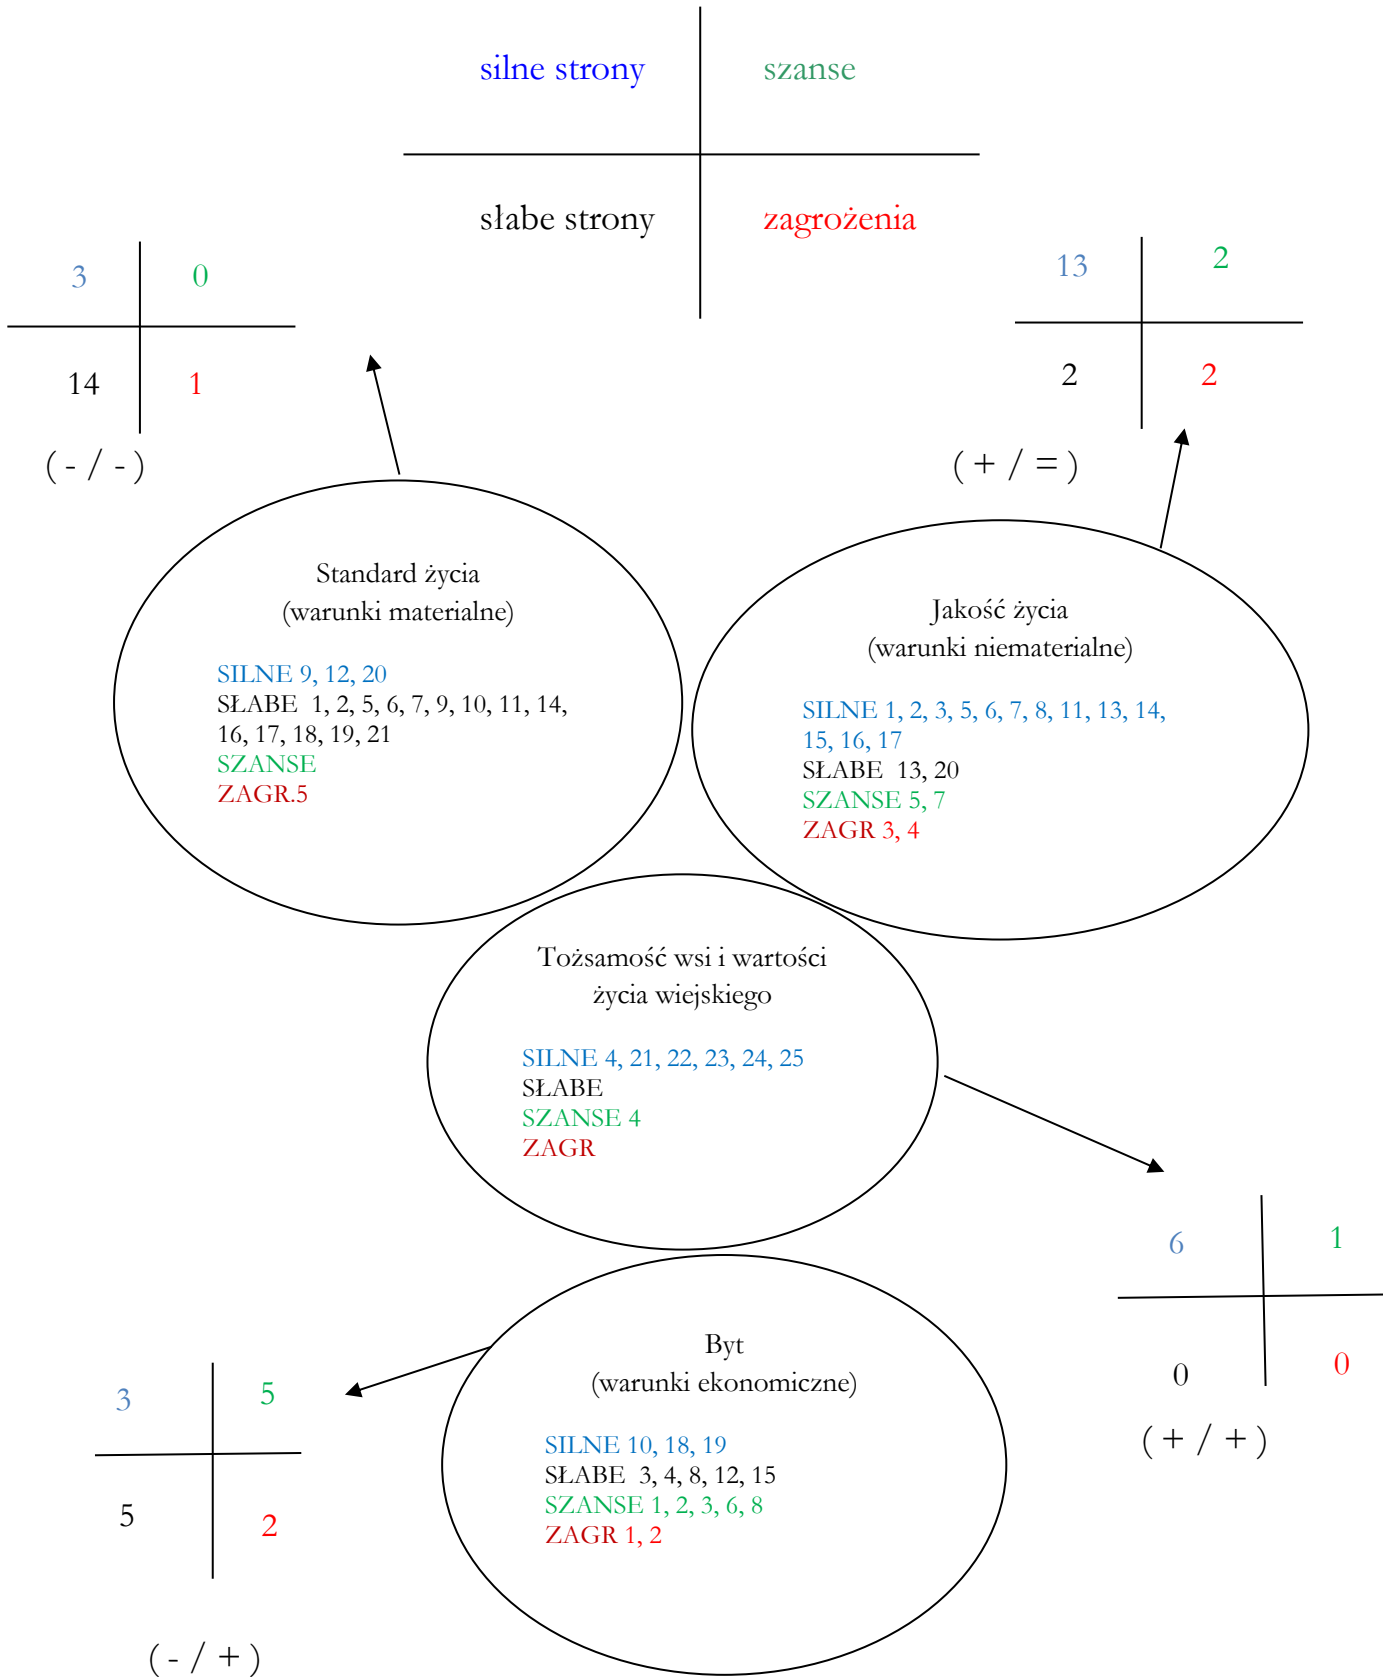 silne strony
szanse
słabe strony
zagrożenia
3
0
14
1
( - / - )
13
2
2
2
( + / = )
Standard życia
(warunki materialne)
SILNE 9, 12, 20
SŁABE  1, 2, 5, 6, 7, 9, 10, 11, 14,
16, 17, 18, 19, 21
SZANSE
ZAGR.5
Jakość życia
(warunki niematerialne)
SILNE 1, 2, 3, 5, 6, 7, 8, 11, 13, 14,
15, 16, 17
SŁABE  13, 20
SZANSE 5, 7
ZAGR 3, 4
Tożsamość wsi i wartości
życia wiejskiego
SILNE 4, 21, 22, 23, 24, 25
SŁABE
SZANSE 4
ZAGR
6
1
0
0
( + / + )
Byt
(warunki ekonomiczne)
SILNE 10, 18, 19
SŁABE  3, 4, 8, 12, 15
SZANSE 1, 2, 3, 6, 8
ZAGR 1, 2
3
5
5
2
( - / + )